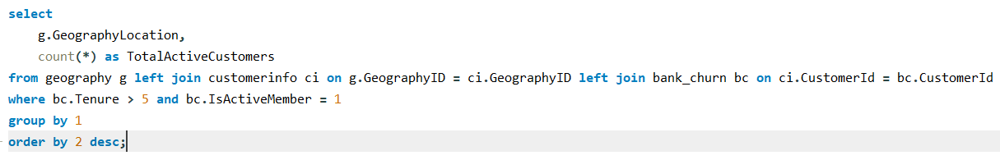 select
g.GeographyLocation,
count(*) as TotalActiveCustomers
from geography g left join customerinfo ci on g.GeographyID = ci.GeographyID left join bank_churn bc on ci.CustomerId = bc.CustomerId
where bc.Tenure > 5 and bc.IsActiveMember = 1
group by 1
order by 2 desc;